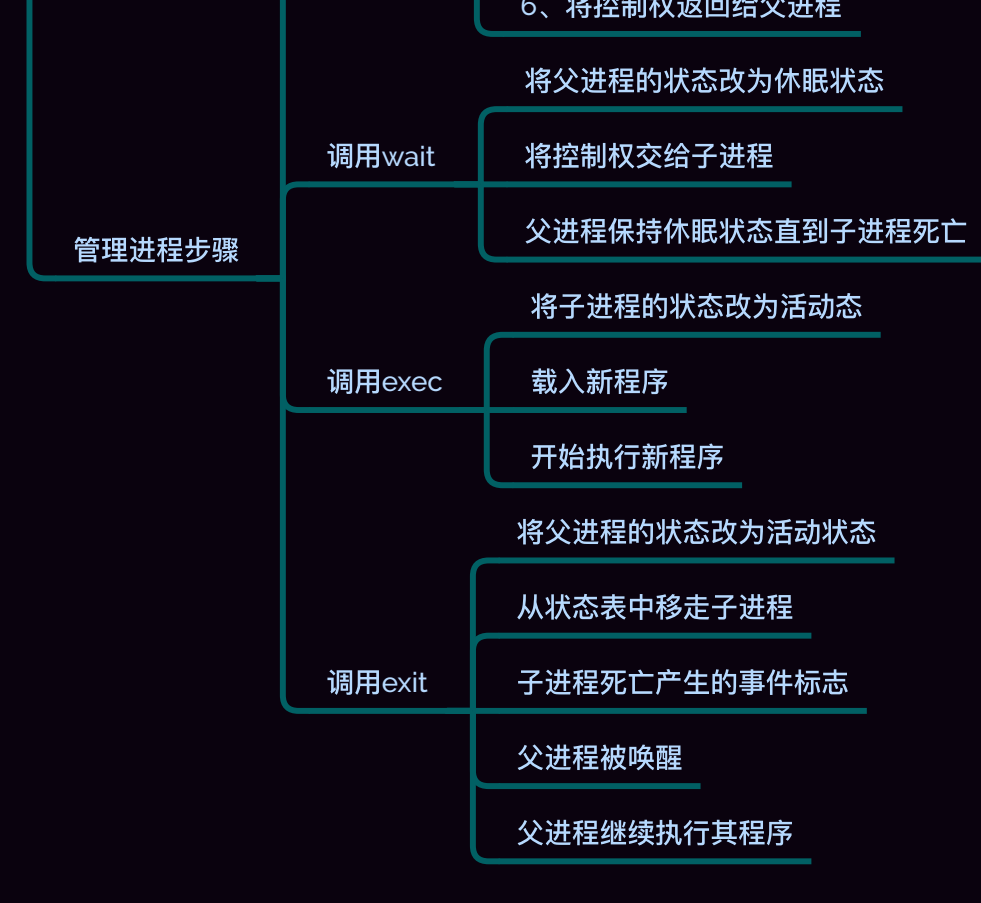 6、将控制权返回给父进程
将父进程的状态改为休眠状态
调用wait
将控制权交给子进程
父进程保持休眠状态直到子进程死亡
管理进程步骤
将子进程的状态改为活动态
调用exec
载入新程序
开始执行新程序
将父进程的状态改为活动状态
从状态表中移走子进程
调用exit
子进程死亡产生的事件标志
父进程被唤醒
父进程继续执行其程序